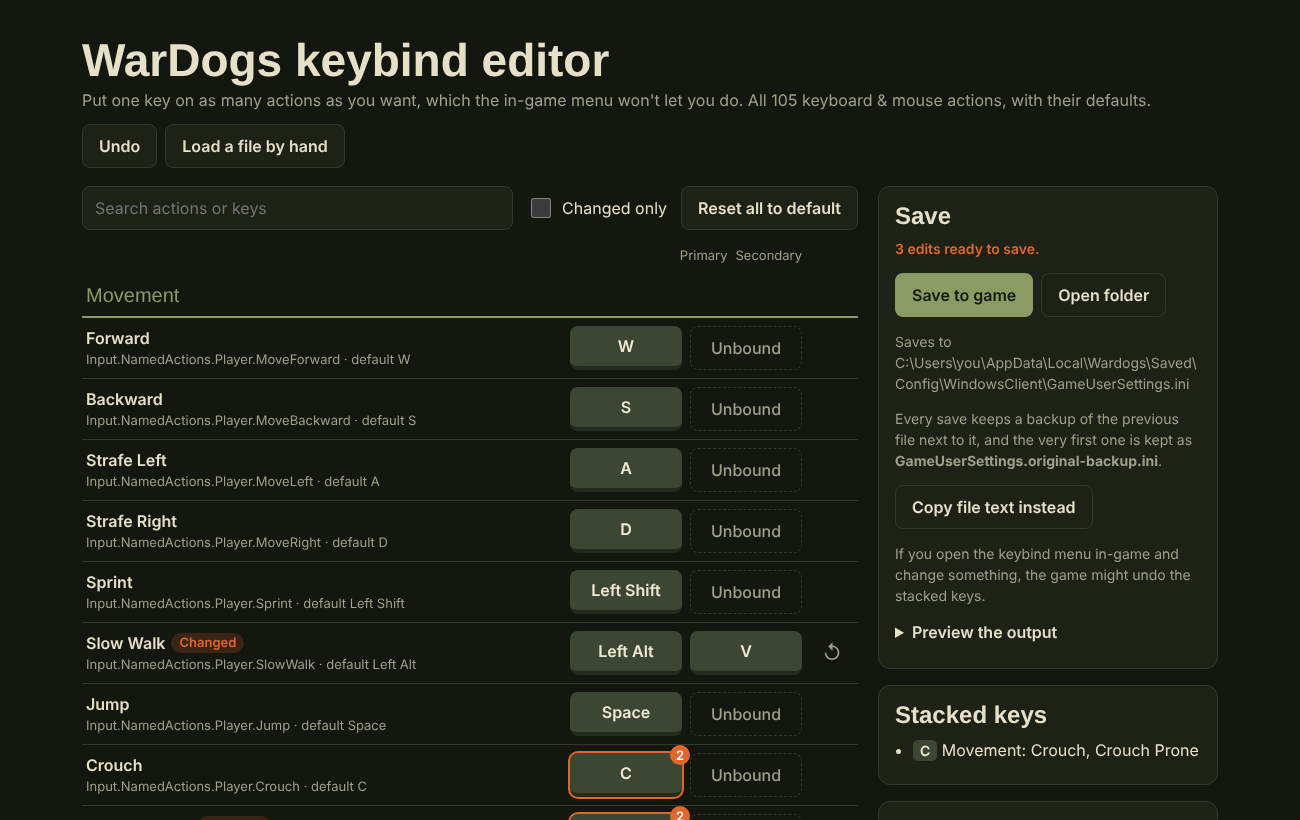 WarDogs keybind editor
Put one key on as many actions as you want, which the in-game menu won't let you do. All 105 keyboard & mouse actions, with their defaults.
Undo
Load a file by hand
Search actions or keys
Changed only
Reset all to default
Primary Secondary
Movement
Forward
Input.NamedActions.Player.MoveForward · default W
W
Unbound
Backward
Input.NamedActions.Player.MoveBackward · default S
S
Unbound
Strafe Left
Input.NamedActions.Player.MoveLeft · default A
A
Unbound
Strafe Right
Input.NamedActions.Player.MoveRight · default D
D
Unbound
Sprint
Input.NamedActions.Player.Sprint · default Left Shift
Left Shift
Unbound
Slow Walk Changed
Input.NamedActions.Player.SlowWalk · default Left Alt
Left Alt
V
Jump
Input.NamedActions.Player.Jump · default Space
Space
Unbound
Crouch
Input.NamedActions.Player.Crouch · default C
C
2
Unbound
2
Save
3 edits ready to save.
Save to game
Open folder
Saves to
C:\Users\you\AppData\Local\Wardogs\Saved\
Config\WindowsClient\GameUserSettings.ini
Every save keeps a backup of the previous
file next to it, and the very first one is kept as
GameUserSettings.original-backup.ini.
Copy file text instead
If you open the keybind menu in-game and
change something, the game might undo the
stacked keys.
Preview the output
Stacked keys
C Movement: Crouch, Crouch Prone